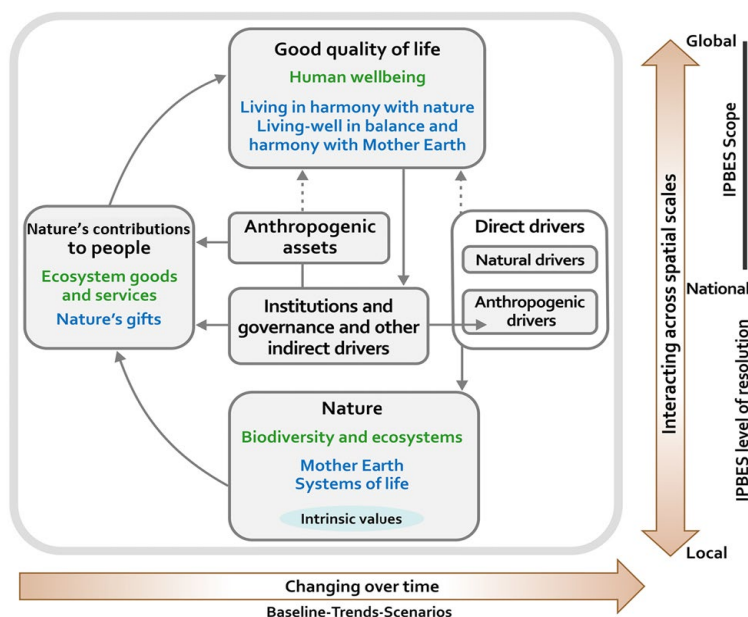 Good quality of life
Human wellbeing
Living in harmony with nature
Living-well in balance and
harmony with Mother Earth
Nature's contributions
to people
Ecosystem goods
and services
Nature's gifts
Anthropogenic
assets
Institutions and
governance and other
indirect drivers
Direct drivers
Natural drivers
Anthropogenic
drivers
Nature
Biodiversity and ecosystems
Mother Earth
Systems of life
Intrinsic values
Global
National
Local
Interacting across spatial scales
IPBES Scope
IPBES level of resolution
Changing over time
Baseline-Trends-Scenarios